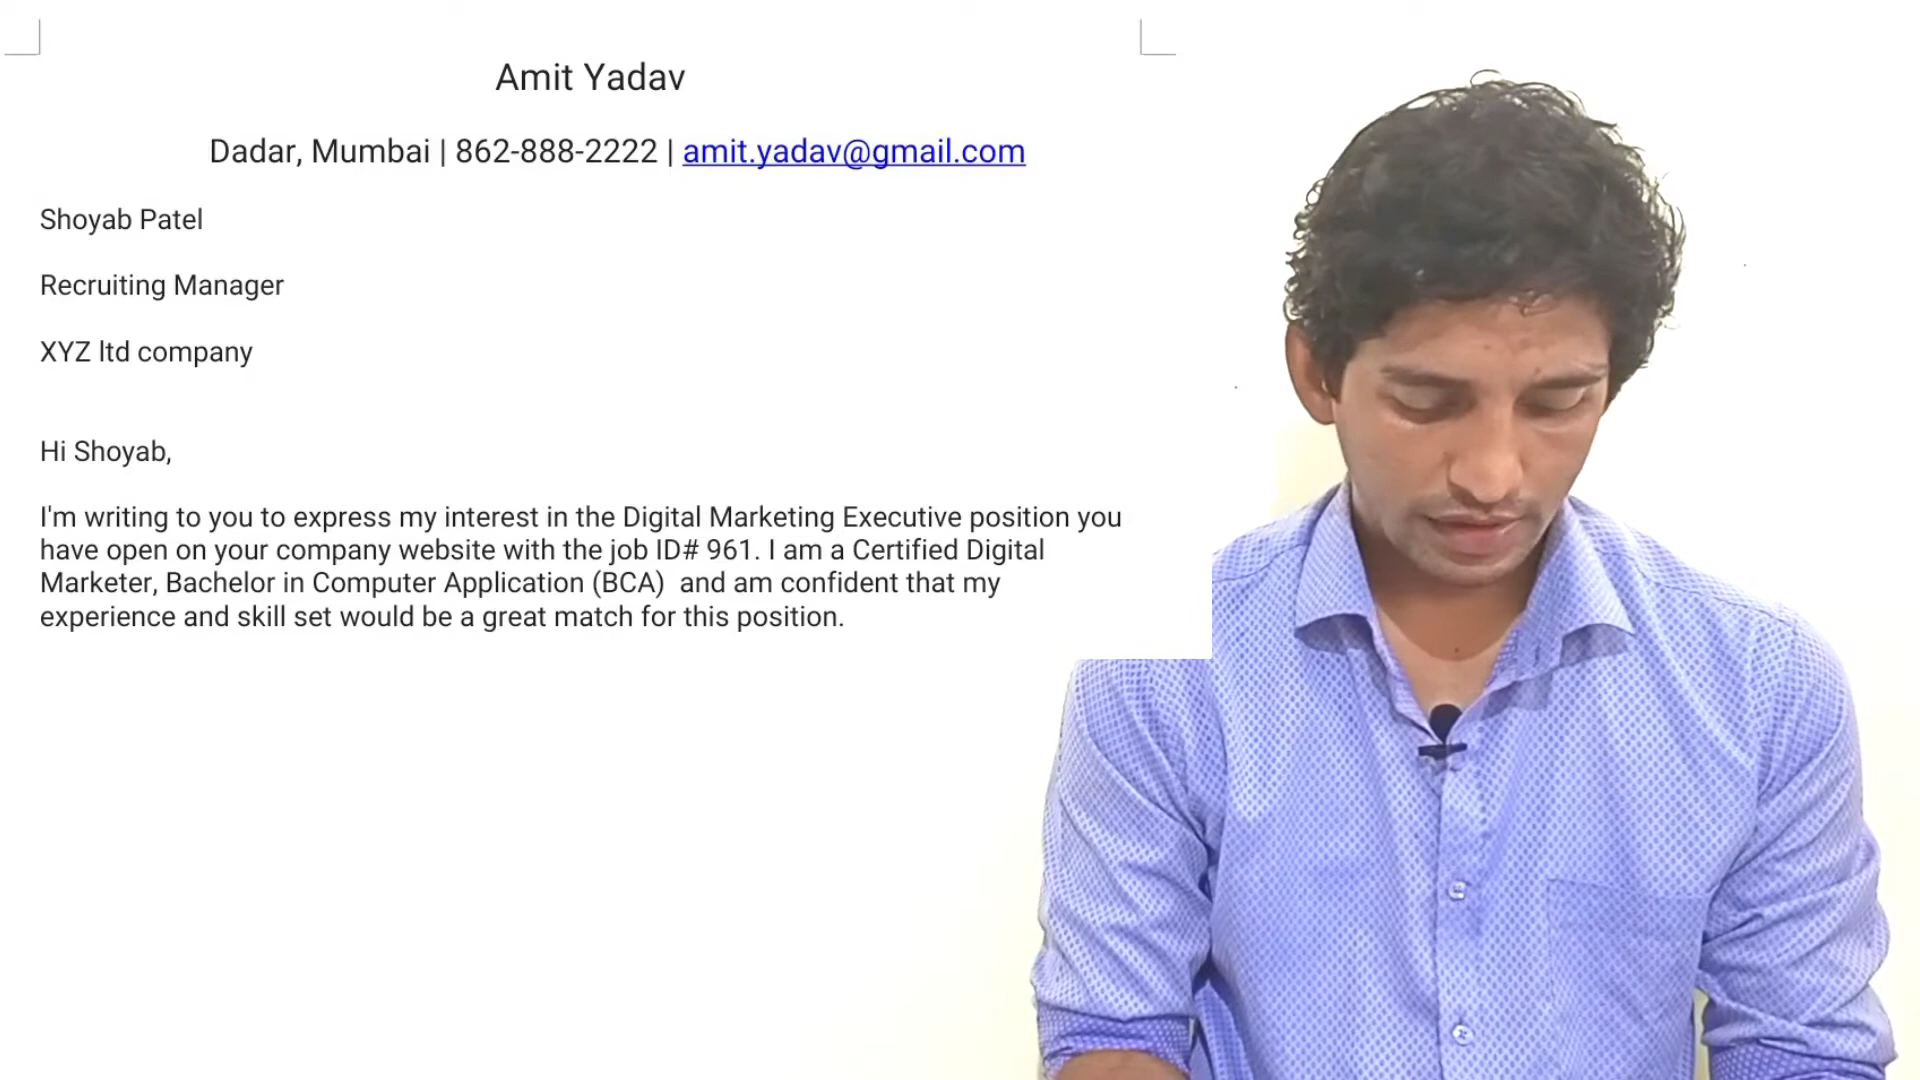 Amit Yadav
Dadar, Mumbai | 862-888-2222 | amit.yadav@gmail.com
Shoyab Patel
Recruiting Manager
XYZ ltd company
Hi Shoyab,
I'm writing to you to express my interest in the Digital Marketing Executive position you
have open on your company website with the job ID# 961. I am a Certified Digital
Marketer, Bachelor in Computer Application (BCA)  and am confident that my
experience and skill set would be a great match for this position.